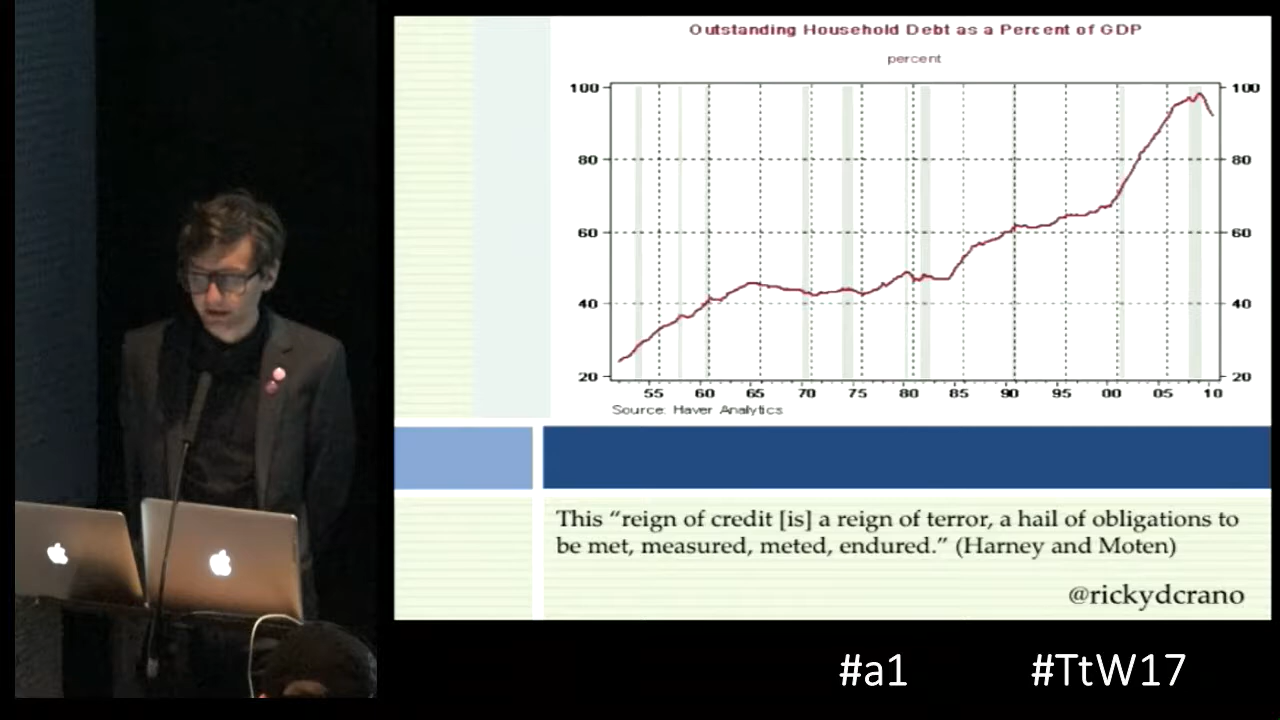 Outstanding Household Debt as a Percent of GDP
percent
100 100
80 80
60 60
40 40
20 20
55 60 65 70 75 80 85 90 95 00 05 10
Source: Haver Analytics
This “reign of credit [is] a reign of terror, a hail of obligations to
be met, measured, meted, endured.” (Harney and Moten)
@rickydcrano
#a1 #TtW17